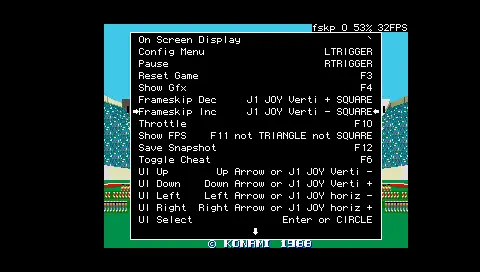 fskp 0 53% 32FPS
On Screen Display `
Config Menu LTRIGGER
Pause RTRIGGER
Reset Game F3
Show Gfx F4
Frameskip Dec J1 JOY Verti + SQUARE
Frameskip Inc J1 JOY Verti - SQUARE
Throttle F10
Show FPS F11 not TRIANGLE not SQUARE
Save Snapshot F12
Toggle Cheat F6
UI Up Up Arrow or J1 JOY Verti -
UI Down Down Arrow or J1 JOY Verti +
UI Left Left Arrow or J1 JOY horiz -
UI Right Right Arrow or J1 JOY horiz +
UI Select Enter or CIRCLE
© KONAMI 1988